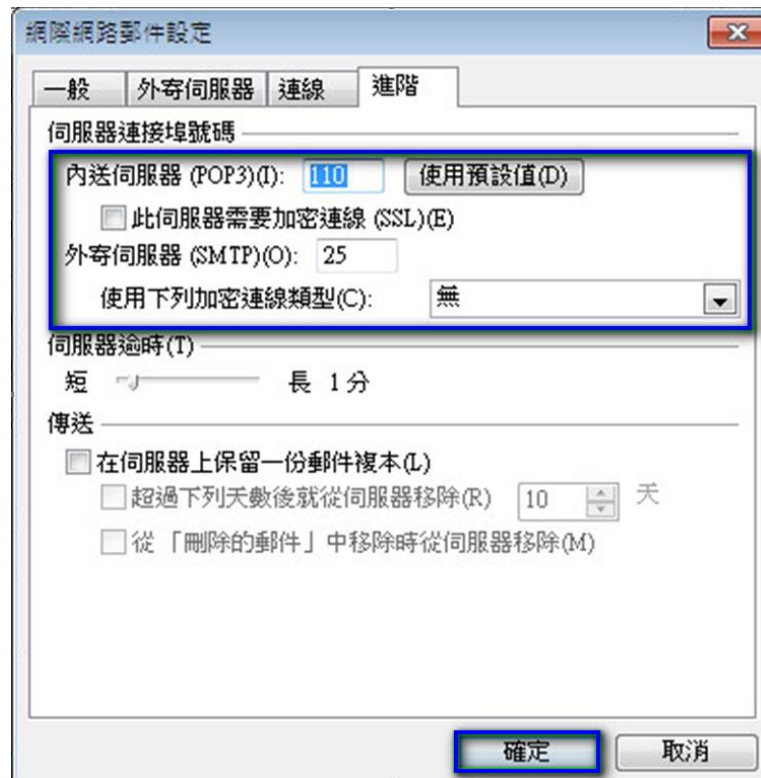 網際網路郵件設定
一般 外寄伺服器 連線 進階
伺服器連接埠號碼
內送伺服器 (POP3)(I): 110 使用預設值(D)
此伺服器需要加密連線 (SSL)(E)
外寄伺服器 (SMTP)(O): 25
使用下列加密連線類型(C): 無
伺服器逾時(T)
短 長 1分
傳送
在伺服器上保留一份郵件複本(L)
超過下列天數後就從伺服器移除(R) 10 天
從「刪除的郵件」中移除時從伺服器移除(M)
確定 取消